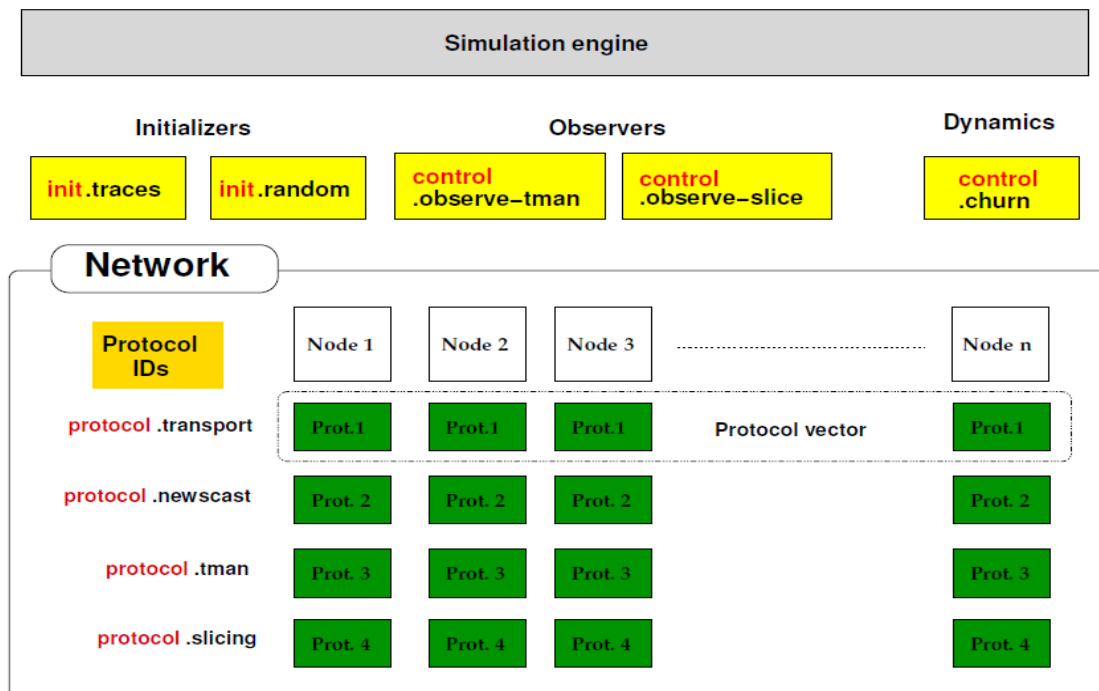 Simulation engine
Initializers
Observers
Dynamics
init.traces
init.random
control
.observe-tman
control
.observe-slice
control
.churn
Network
Protocol
IDs
Node 1
Node 2
Node 3
Node n
protocol .transport
Prot.1
Prot.1
Prot.1
Protocol vector
Prot.1
protocol .newscast
Prot. 2
Prot. 2
Prot. 2
Prot. 2
protocol .tman
Prot. 3
Prot. 3
Prot. 3
Prot. 3
protocol .slicing
Prot. 4
Prot. 4
Prot. 4
Prot. 4